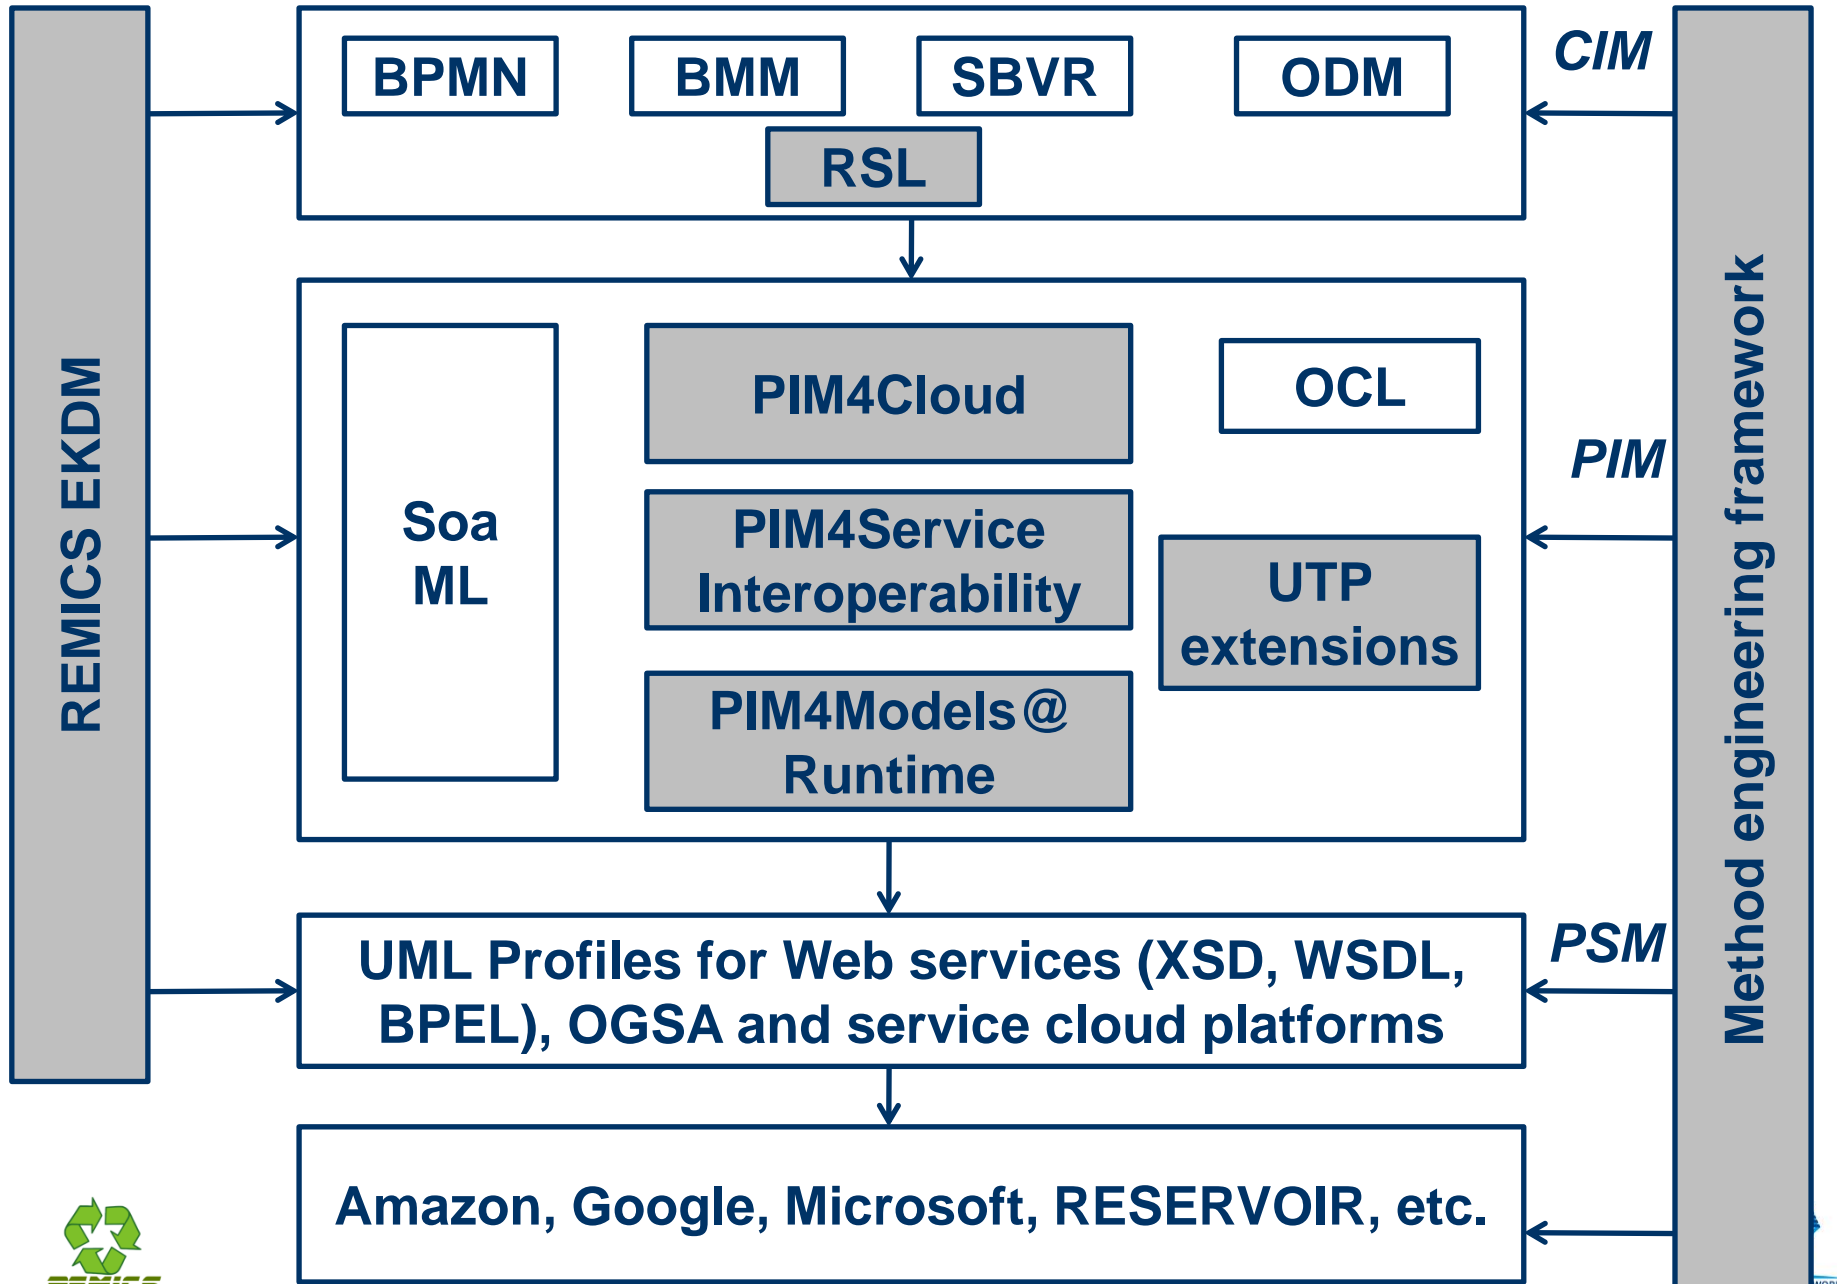 REMICS EKDM
BPMN
BMM
SBVR
ODM
RSL
CIM
Soa
ML
PIM4Cloud
PIM4Service
Interoperability
PIM4Models@
Runtime
OCL
UTP
extensions
PIM
UML Profiles for Web services (XSD, WSDL,
BPEL), OGSA and service cloud platforms
PSM
Amazon, Google, Microsoft, RESERVOIR, etc.
Method engineering framework